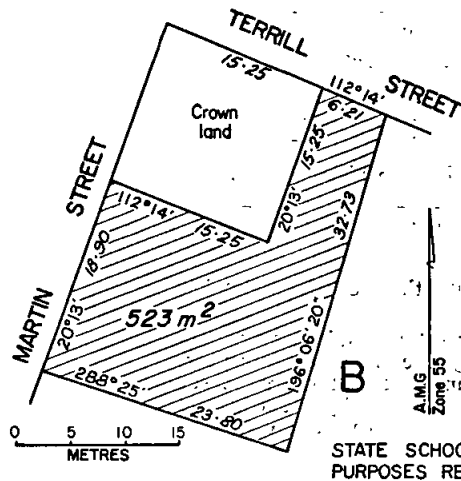 TERRILL STREET
15·25
112°14'
6·21
Crown
land
15·25
20°13'
32·73
MARTIN STREET
112°14'
15·25
18·90
20°13'
523 m²
196°06'20"
288°25'
23·80
B
A.M.G
Zone 55
0 5 10 15
METRES
STATE SCHOO
PURPOSES RE